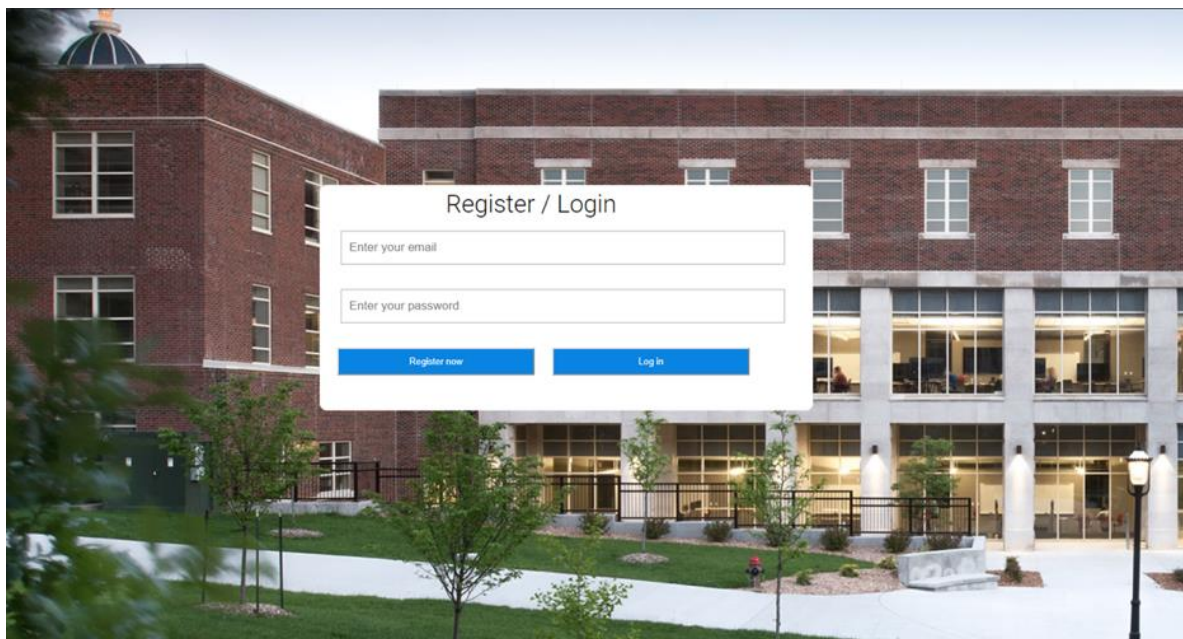 Register / Login
Enter your email
Enter your password
Register now
Log in